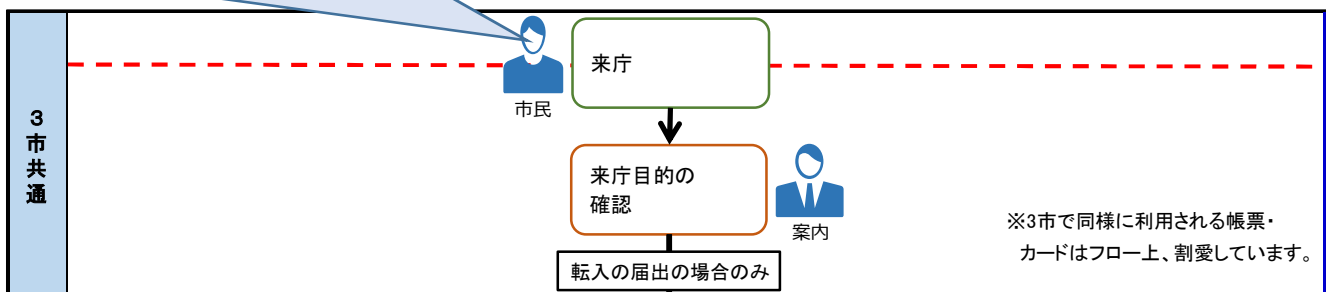 3市共通
来庁
市民
来庁目的の
確認
案内
※3市で同様に利用される帳票・
カードはフロー上、割愛しています。
転入の届出の場合のみ